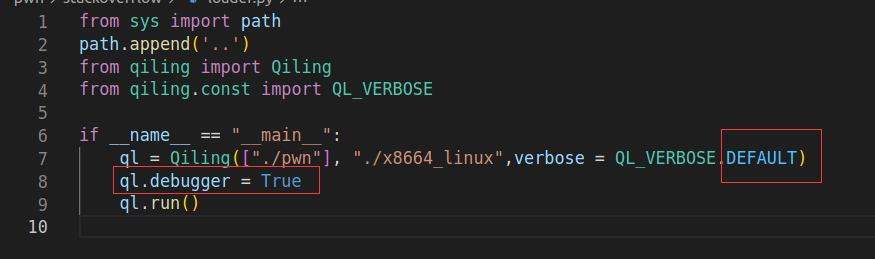 pwn > stackoverflow > loader.py > ...
1 from sys import path
2 path.append('..')
3 from qiling import Qiling
4 from qiling.const import QL_VERBOSE
5
6 if __name__ == "__main__":
7 ql = Qiling(["./pwn"], "./x8664_linux",verbose = QL_VERBOSE.DEFAULT)
8 ql.debugger = True
9 ql.run()
10